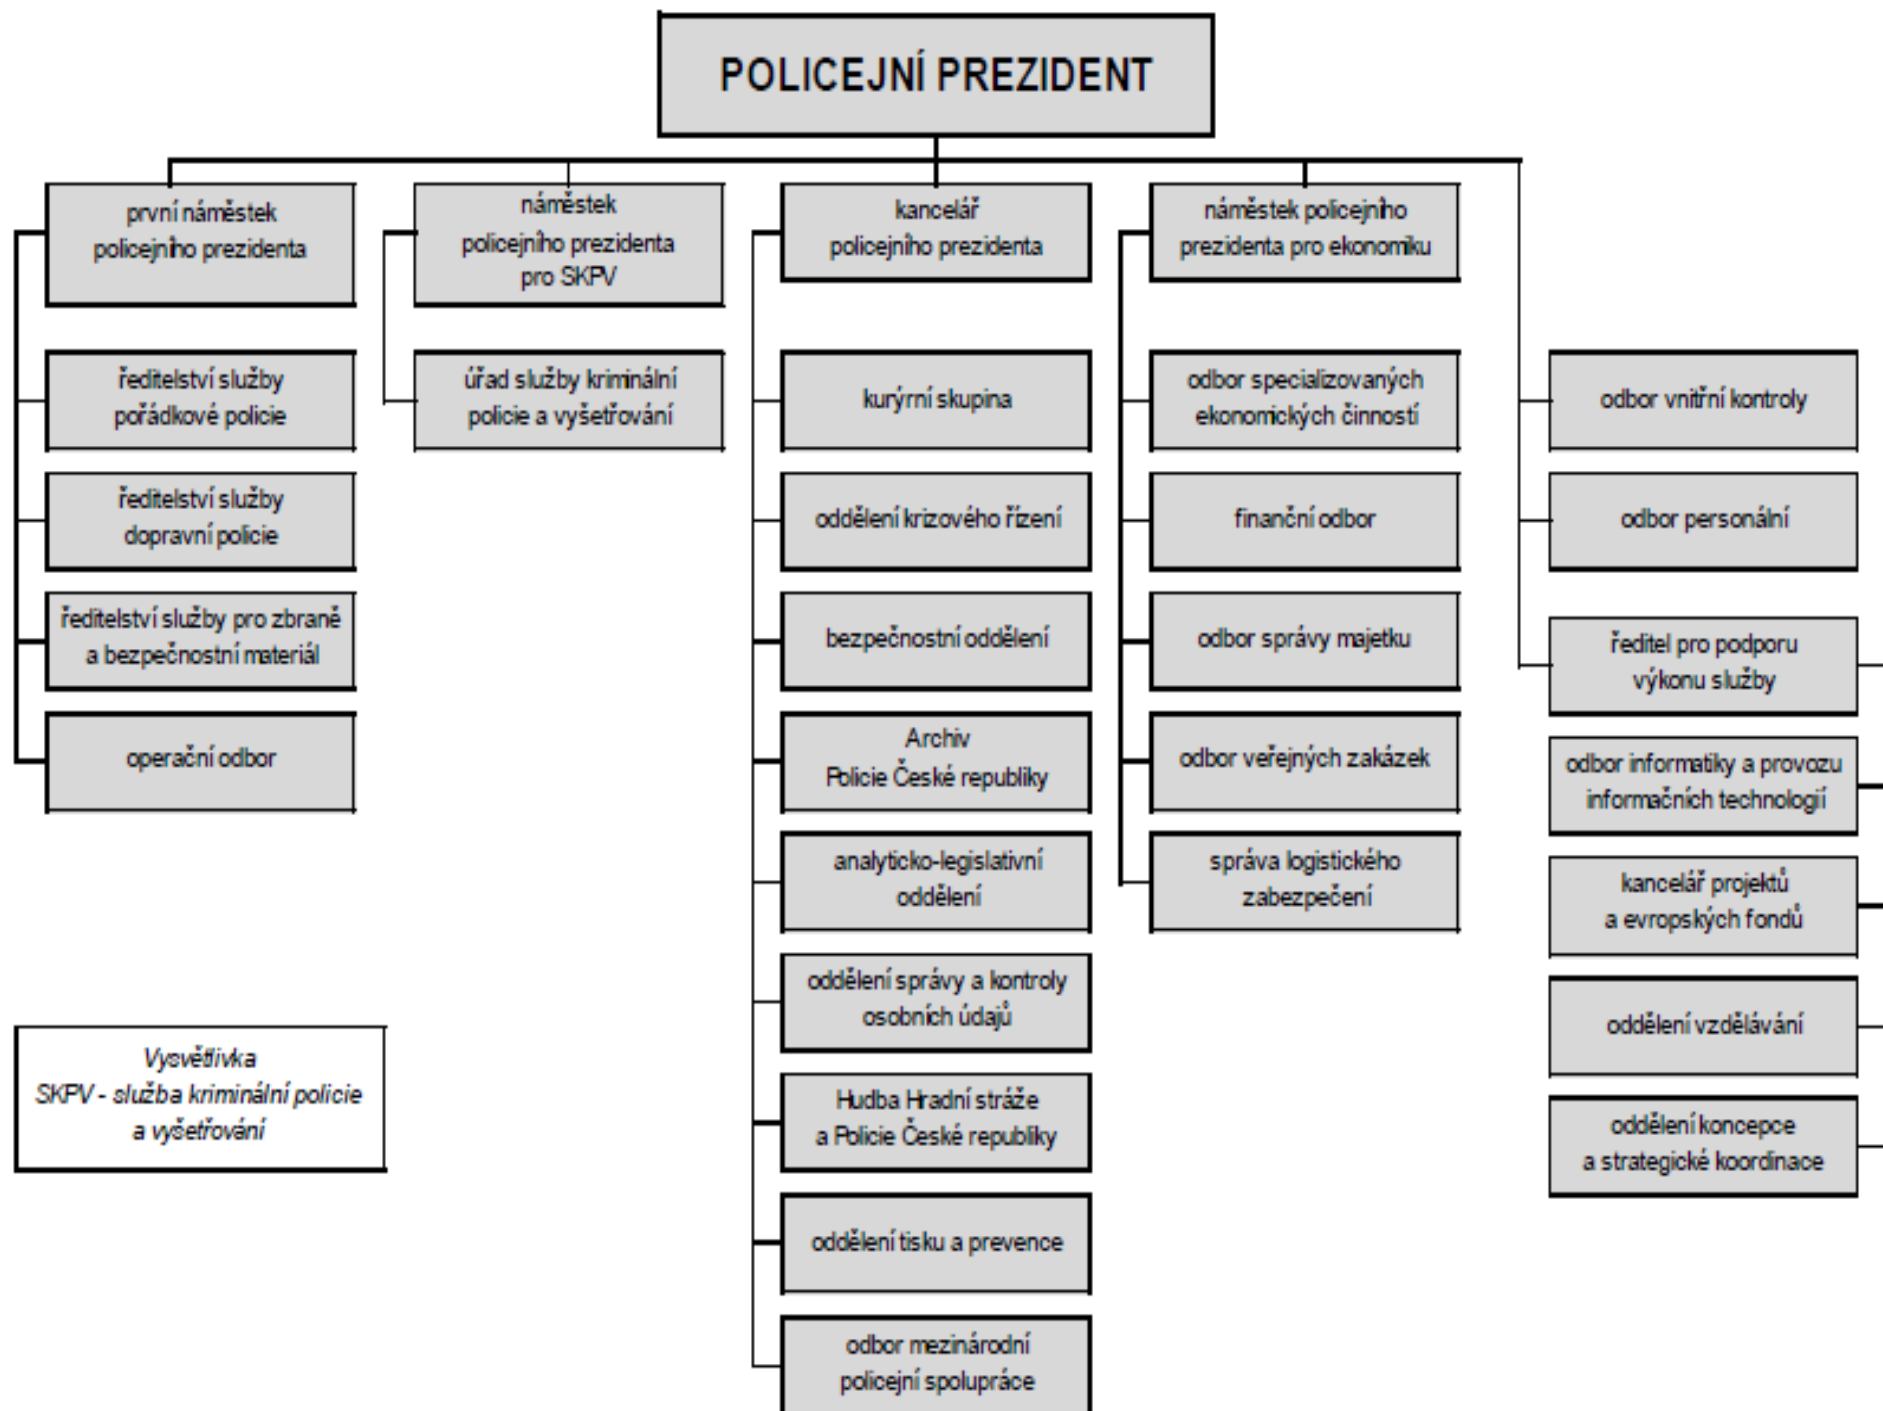 POLICEJNÍ PREZIDENT
první náměstek
policejního prezidenta
náměstek
policejního prezidenta
pro SKPV
kancelář
policejního prezidenta
náměstek policejního
prezidenta pro ekonomiku
ředitelství služby
pořádkové policie
ředitelství služby
dopravní policie
ředitelství služby pro zbraně
a bezpečnostní materiál
operační odbor
úřad služby kriminální
policie a vyšetřování
kurýrní skupina
oddělení krizového řízení
bezpečnostní oddělení
Archiv
Policie České republiky
analyticko-legislativní
oddělení
oddělení správy a kontroly
osobních údajů
Hudba Hradní stráže
a Policie České republiky
oddělení tisku a prevence
odbor mezinárodní
policejní spolupráce
odbor specializovaných
ekonomických činností
finanční odbor
odbor správy majetku
odbor veřejných zakázek
správa logistického
zabezpečení
odbor vnitřní kontroly
odbor personální
ředitel pro podporu
výkonu služby
odbor informatiky a provozu
informačních technologií
kancelář projektů
a evropských fondů
oddělení vzdělávání
oddělení koncepce
a strategické koordinace
Vysvětlivka
SKPV - služba kriminální policie
a vyšetřování